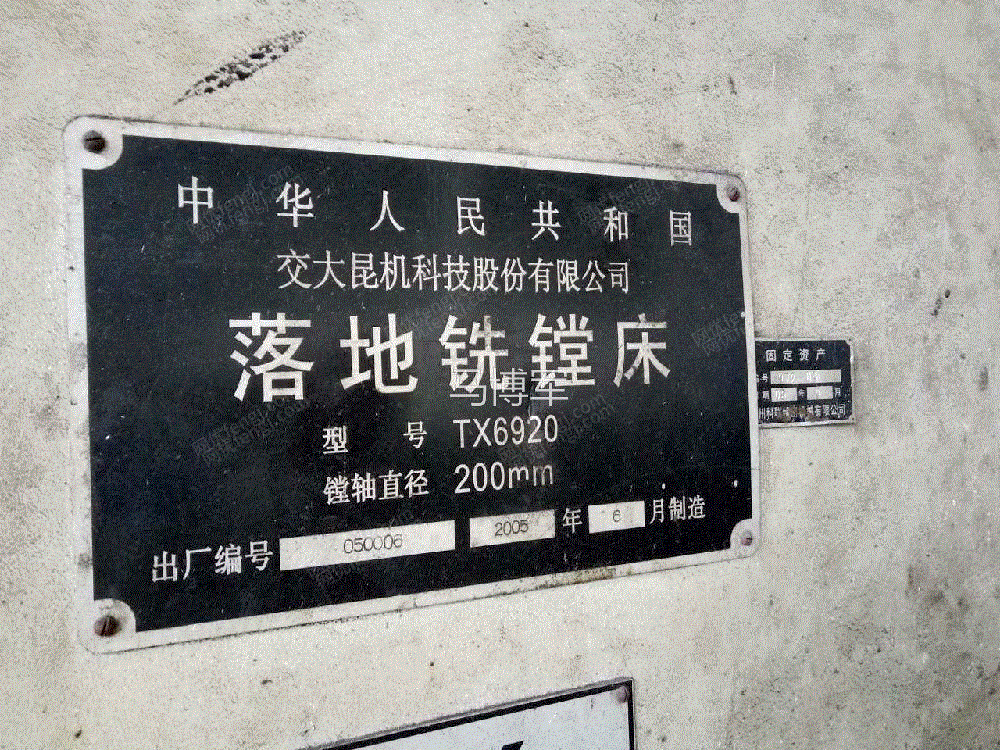 中华人民共和国
交大昆机科技股份有限公司
落地铣镗床
马博军
型号 TX6920
镗轴直径 200mm
出厂编号 050006 2005 年 6 月制造
固定资产